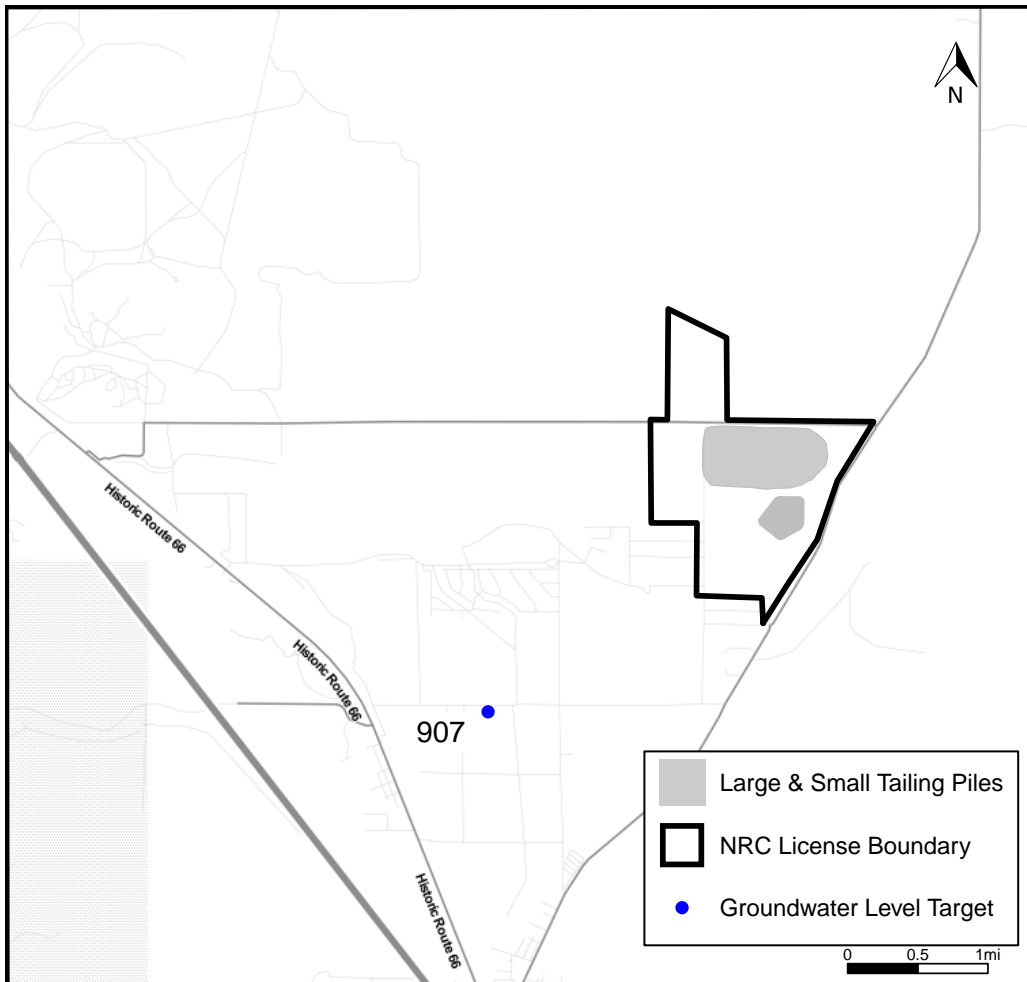 N
Historic Route 66
Historic Route 66
907
Historic Route 66
Large & Small Tailing Piles
NRC License Boundary
Groundwater Level Target
0 0.5 1mi